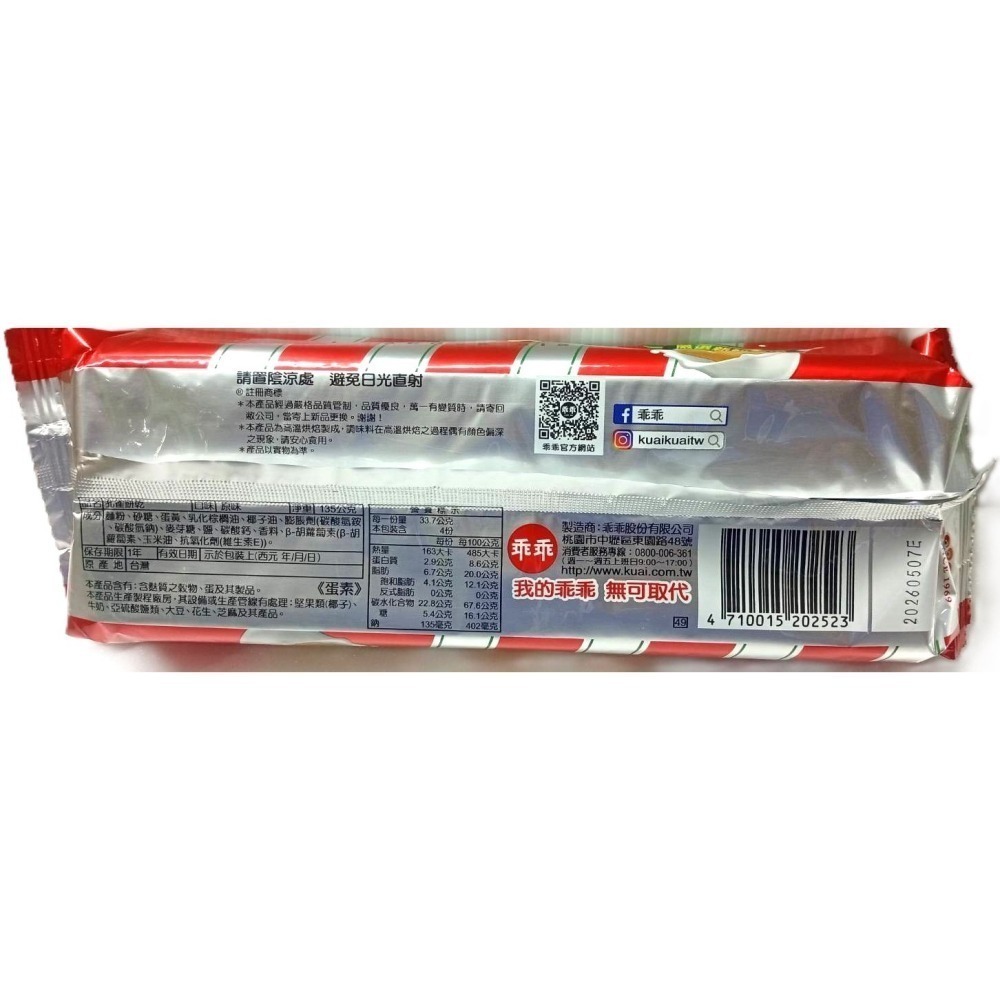 請置陰涼處 避免日光直射
®註冊商標
*本產品經過嚴格品質管制,品質優良,萬一有變質時,請寄回
敝公司,當寄上新品更換。謝謝!
*本產品為高溫烘焙製成,調味料在高溫烘焙之過程偶有顏色偏深
之現象,請安心食用。
*產品以實物為準。
乖乖官方網站
乖乖
kuaikuaitw
品名 孔雀餅乾 口味 原味 淨重 135公克
成分 麵粉、砂糖、蛋黃、乳化棕櫚油、椰子油、膨脹劑(碳酸氫銨
、碳酸氫鈉)、麥芽糖、鹽、碳酸鈣、香料、β-胡蘿蔔素(β-胡
蘿蔔素、玉米油、抗氧化劑(維生素E))。
保存期限 1年 有效日期 示於包裝上(西元 年/月/日)
原產地 台灣
本產品含有:含麩質之穀物、蛋及其製品。 《蛋素》
本產品生產製程廠房,其設備或生產管線有處理:堅果類(椰子)、
牛奶、亞硫酸鹽類、大豆、花生、芝麻及其產品。
營養標示
每一份量 33.7公克
本包裝含 4份
每份 每100公克
熱量 163大卡 485大卡
蛋白質 2.9公克 8.6公克
脂肪 6.7公克 20.0公克
飽和脂肪 4.1公克 12.1公克
反式脂肪 0公克 0公克
碳水化合物 22.8公克 67.6公克
糖 5.4公克 16.1公克
鈉 135毫克 402毫克
乖乖
製造商:乖乖股份有限公司
桃園市中壢區東園路48號
消費者服務專線:0800-006-361
(週一~週五上班日9:00~17:00)
http://www.kuai.com.tw
我的乖乖 無可取代
49
4 710015 202523
20260507E